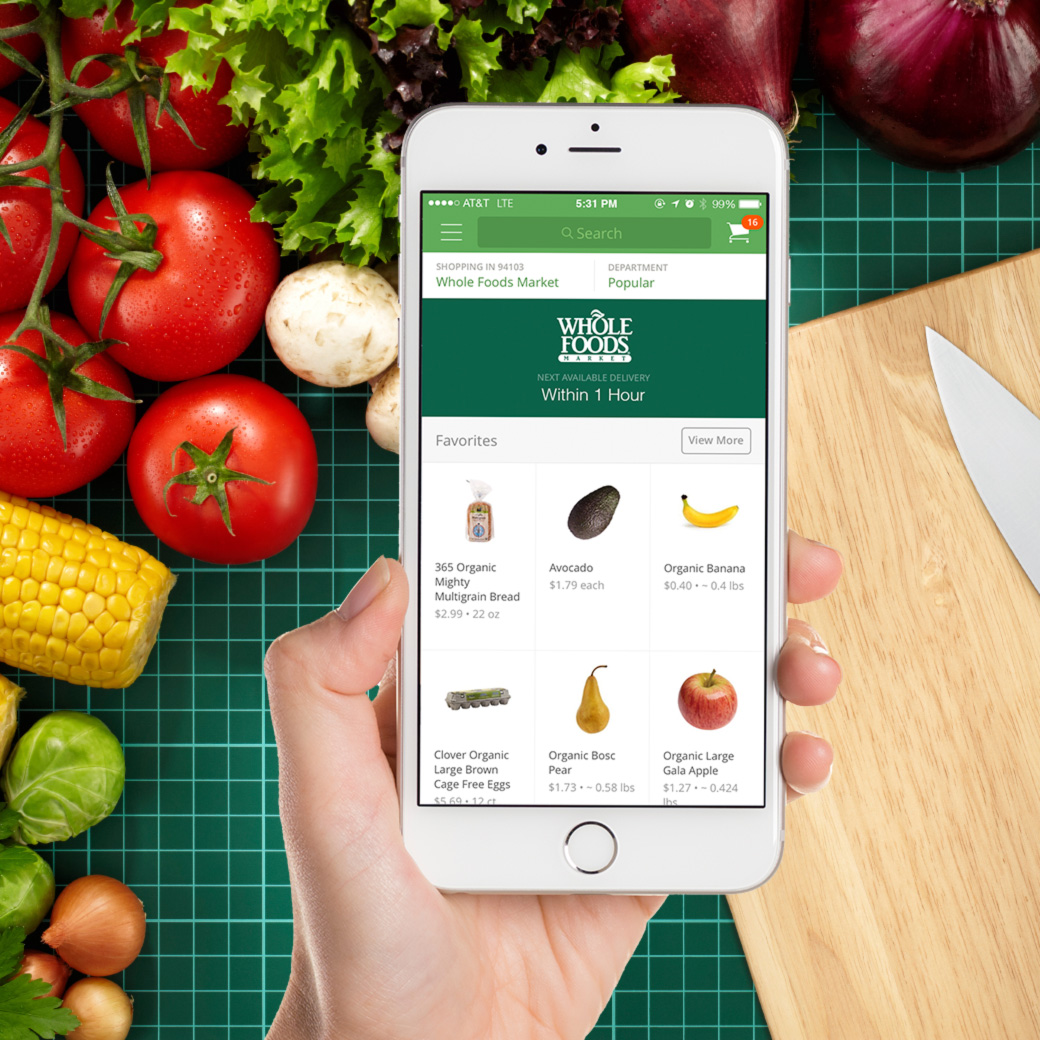 AT&T LTE 5:31 PM 99%
Search 16
SHOPPING IN 94103 DEPARTMENT
Whole Foods Market Popular
WHOLE
FOODS
MARKET
NEXT AVAILABLE DELIVERY
Within 1 Hour
Favorites View More
365 Organic
Mighty
Multigrain Bread
$2.99 • 22 oz
Avocado
$1.79 each
Organic Banana
$0.40 • ~ 0.4 lbs
Clover Organic
Large Brown
Cage Free Eggs
$5.69 • 12 ct
Organic Bosc
Pear
$1.73 • ~ 0.58 lbs
Organic Large
Gala Apple
$1.27 • ~ 0.424
lbs